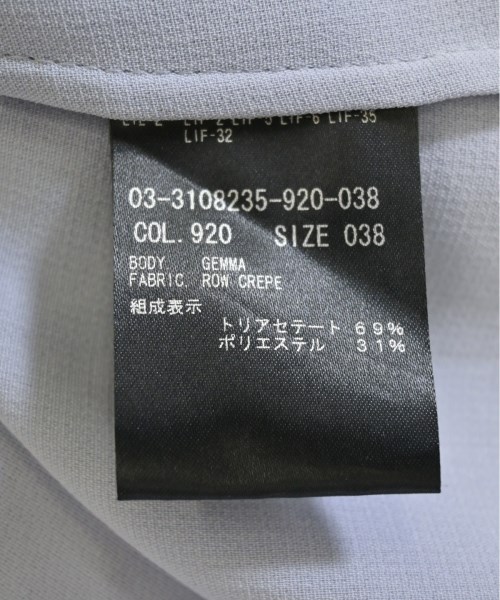 LIF-32
03-3108235-920-038
COL. 920 SIZE 038
BODY GEMMA
FABRIC. ROW CREPE
組成表示
トリアセテート 69%
ポリエステル 31%